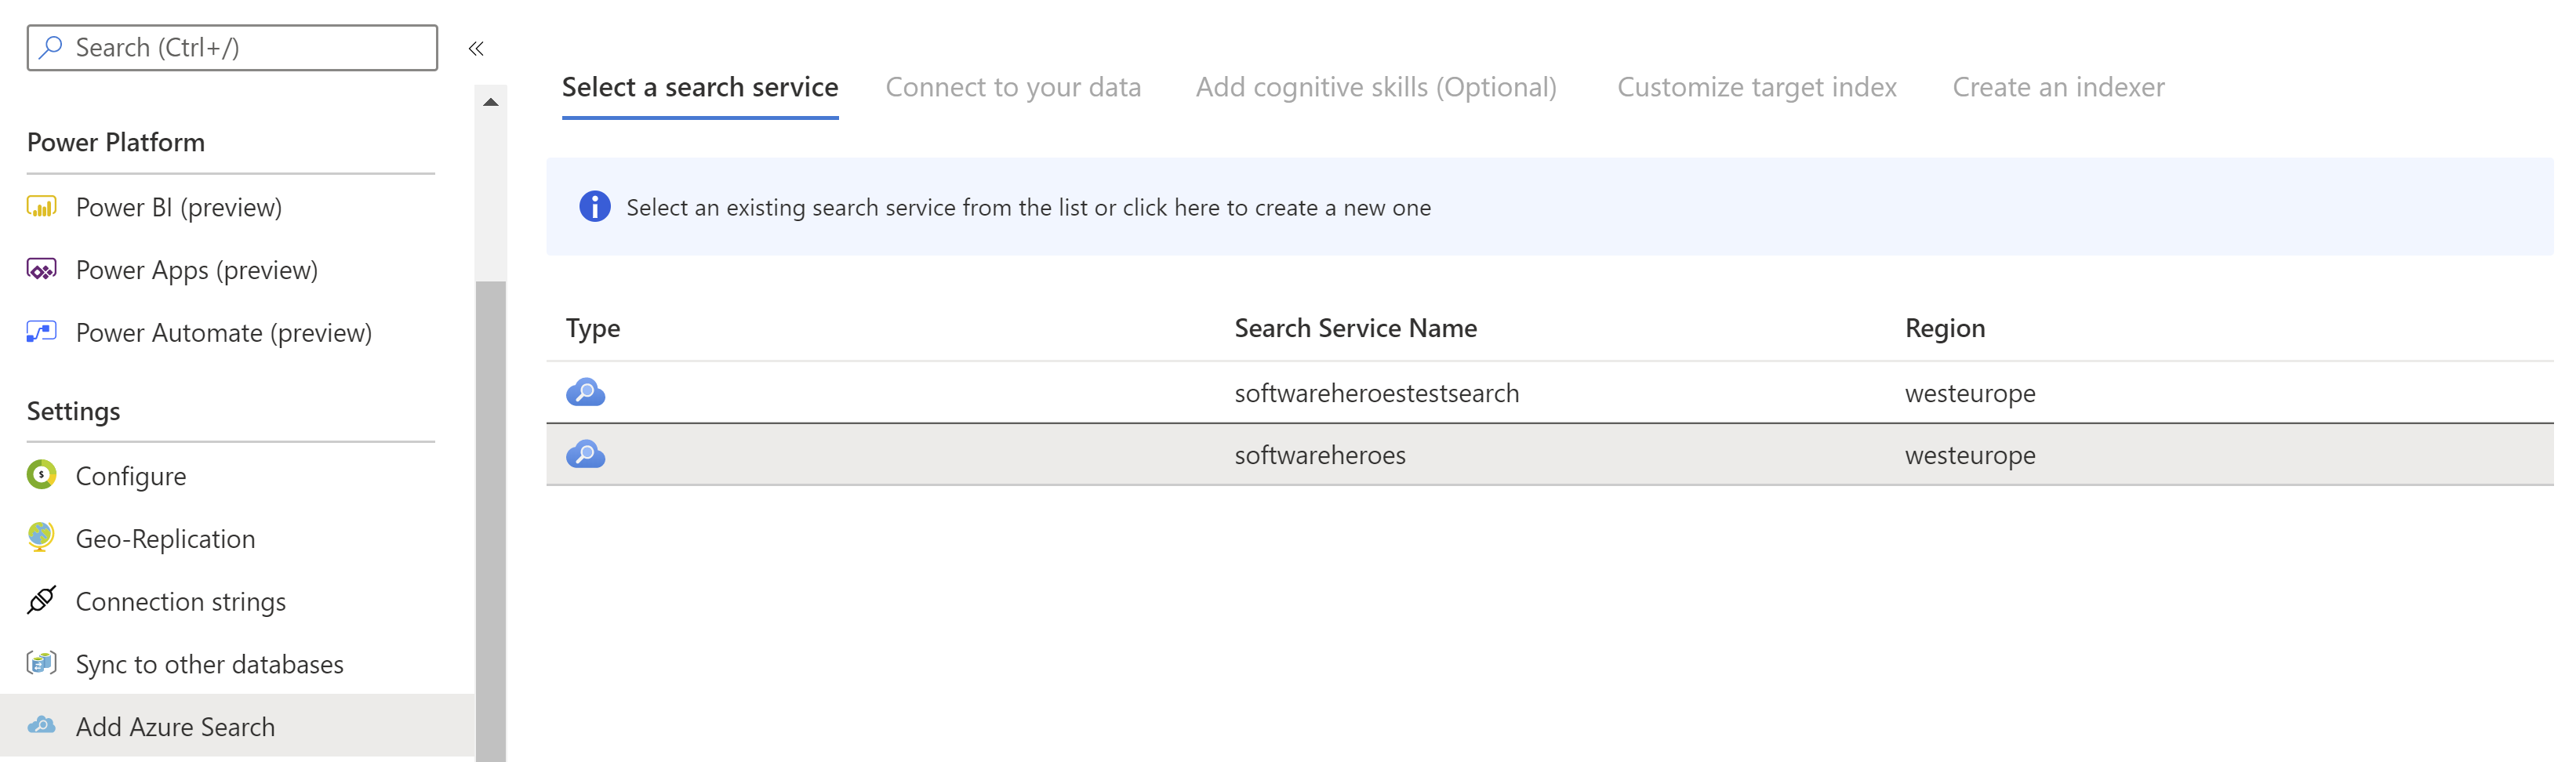 Search (Ctrl+/)
Power Platform
Power BI (preview)
Power Apps (preview)
Power Automate (preview)
Settings
Configure
Geo-Replication
Connection strings
Sync to other databases
Add Azure Search
Select a search service Connect to your data Add cognitive skills (Optional) Customize target index Create an indexer
Select an existing search service from the list or click here to create a new one
Type Search Service Name Region
softwareheroestestsearch westeurope
softwareheroes westeurope